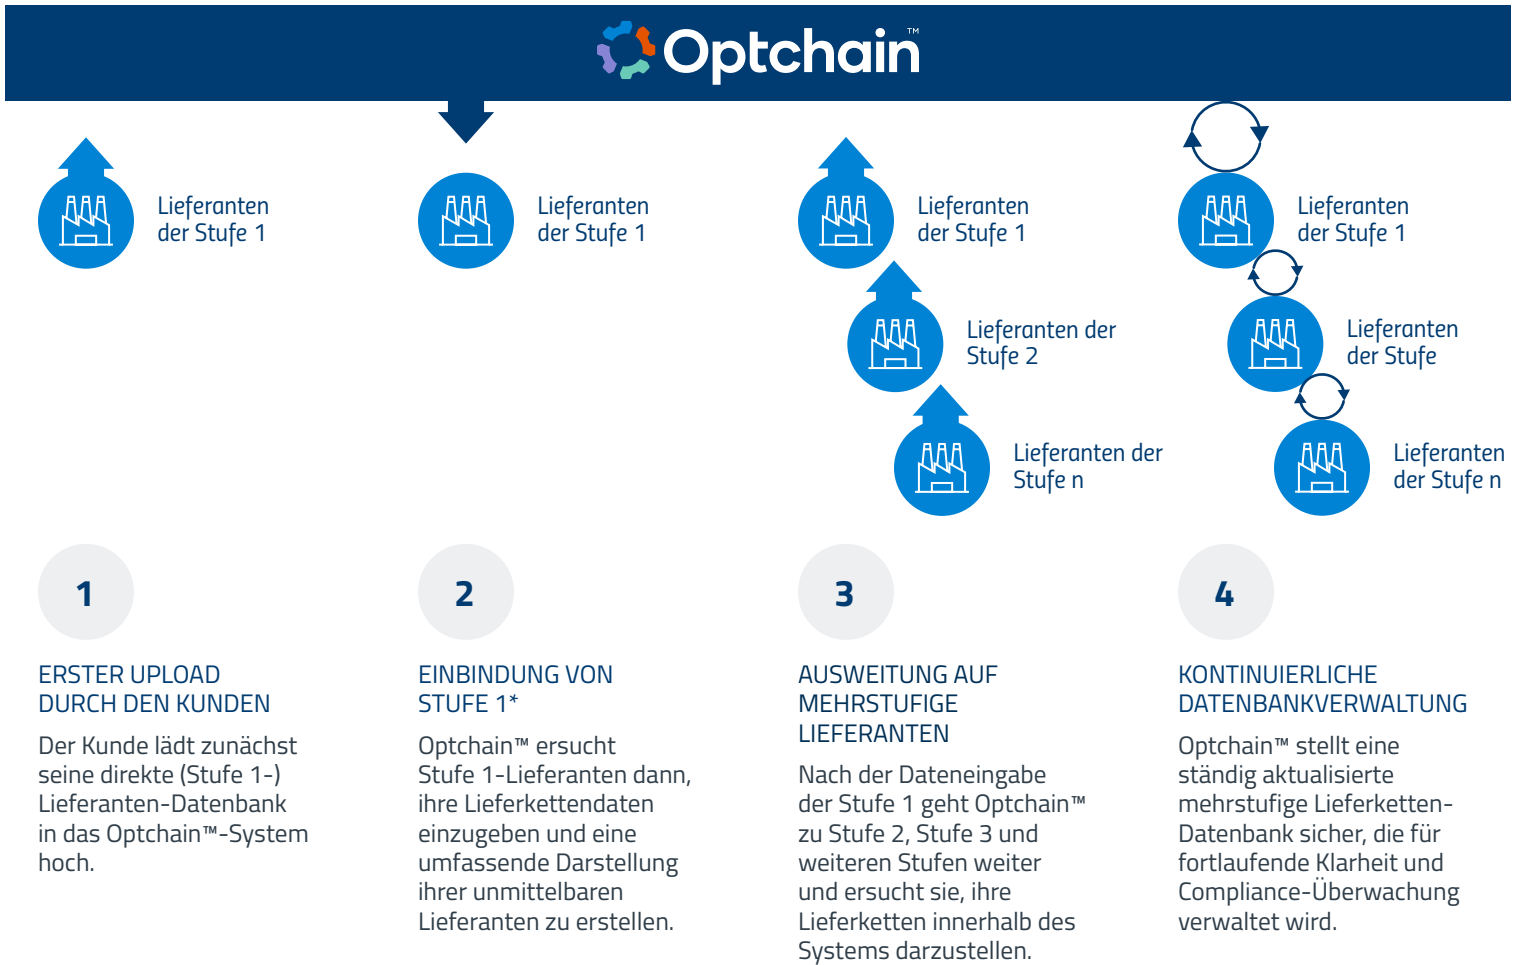 Optchain™
Lieferanten
der Stufe 1
Lieferanten
der Stufe 1
Lieferanten
der Stufe 1
Lieferanten der
Stufe 2
Lieferanten der
Stufe n
Lieferanten
der Stufe 1
Lieferanten
der Stufe
Lieferanten
der Stufe n
1
ERSTER UPLOAD
DURCH DEN KUNDEN
Der Kunde lädt zunächst
seine direkte (Stufe 1-)
Lieferanten-Datenbank
in das Optchain™-System
hoch.
2
EINBINDUNG VON
STUFE 1*
Optchain™ ersucht
Stufe 1-Lieferanten dann,
ihre Lieferkettendaten
einzugeben und eine
umfassende Darstellung
ihrer unmittelbaren
Lieferanten zu erstellen.
3
AUSWEITUNG AUF
MEHRSTUFIGE
LIEFERANTEN
Nach der Dateneingabe
der Stufe 1 geht Optchain™
zu Stufe 2, Stufe 3 und
weiteren Stufen weiter
und ersucht sie, ihre
Lieferketten innerhalb des
Systems darzustellen.
4
KONTINUIERLICHE
DATENBANKVERWALTUNG
Optchain™ stellt eine
ständig aktualisierte
mehrstufige Lieferketten-
Datenbank sicher, die für
fortlaufende Klarheit und
Compliance-Überwachung
verwaltet wird.